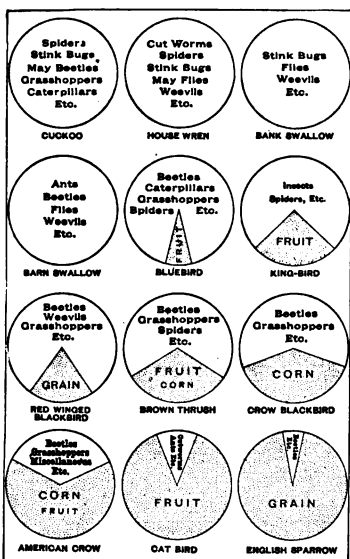 Spiders
Stink Bugs
May Beetles
Grasshoppers
Caterpillars
Etc.
CUCKOO
Cut Worms
Spiders
Stink Bugs
May Flies
Weevils
Etc.
HOUSE WREN
Stink Bugs
Flies
Weevils
Etc.
BANK SWALLOW
Ants
Beetles
Flies
Weevils
Etc.
BARN SWALLOW
Beetles
Caterpillars
Grasshoppers
Spiders Etc.
FRUIT
BLUEBIRD
Insects
Spiders, Etc.
FRUIT
KING-BIRD
Beetles
Weevils
Grasshoppers
Etc.
GRAIN
RED WINGED
BLACKBIRD
Beetles
Grasshoppers
Spiders
Etc.
FRUIT
CORN
BROWN THRUSH
Beetles
Grasshoppers
Etc.
CORN
CROW BLACKBIRD
Beetles
Grasshoppers
Miscellaneous
Etc.
CORN
FRUIT
AMERICAN CROW
Ants Etc.
FRUIT
CAT BIRD
Beetles
Etc.
GRAIN
ENGLISH SPARROW